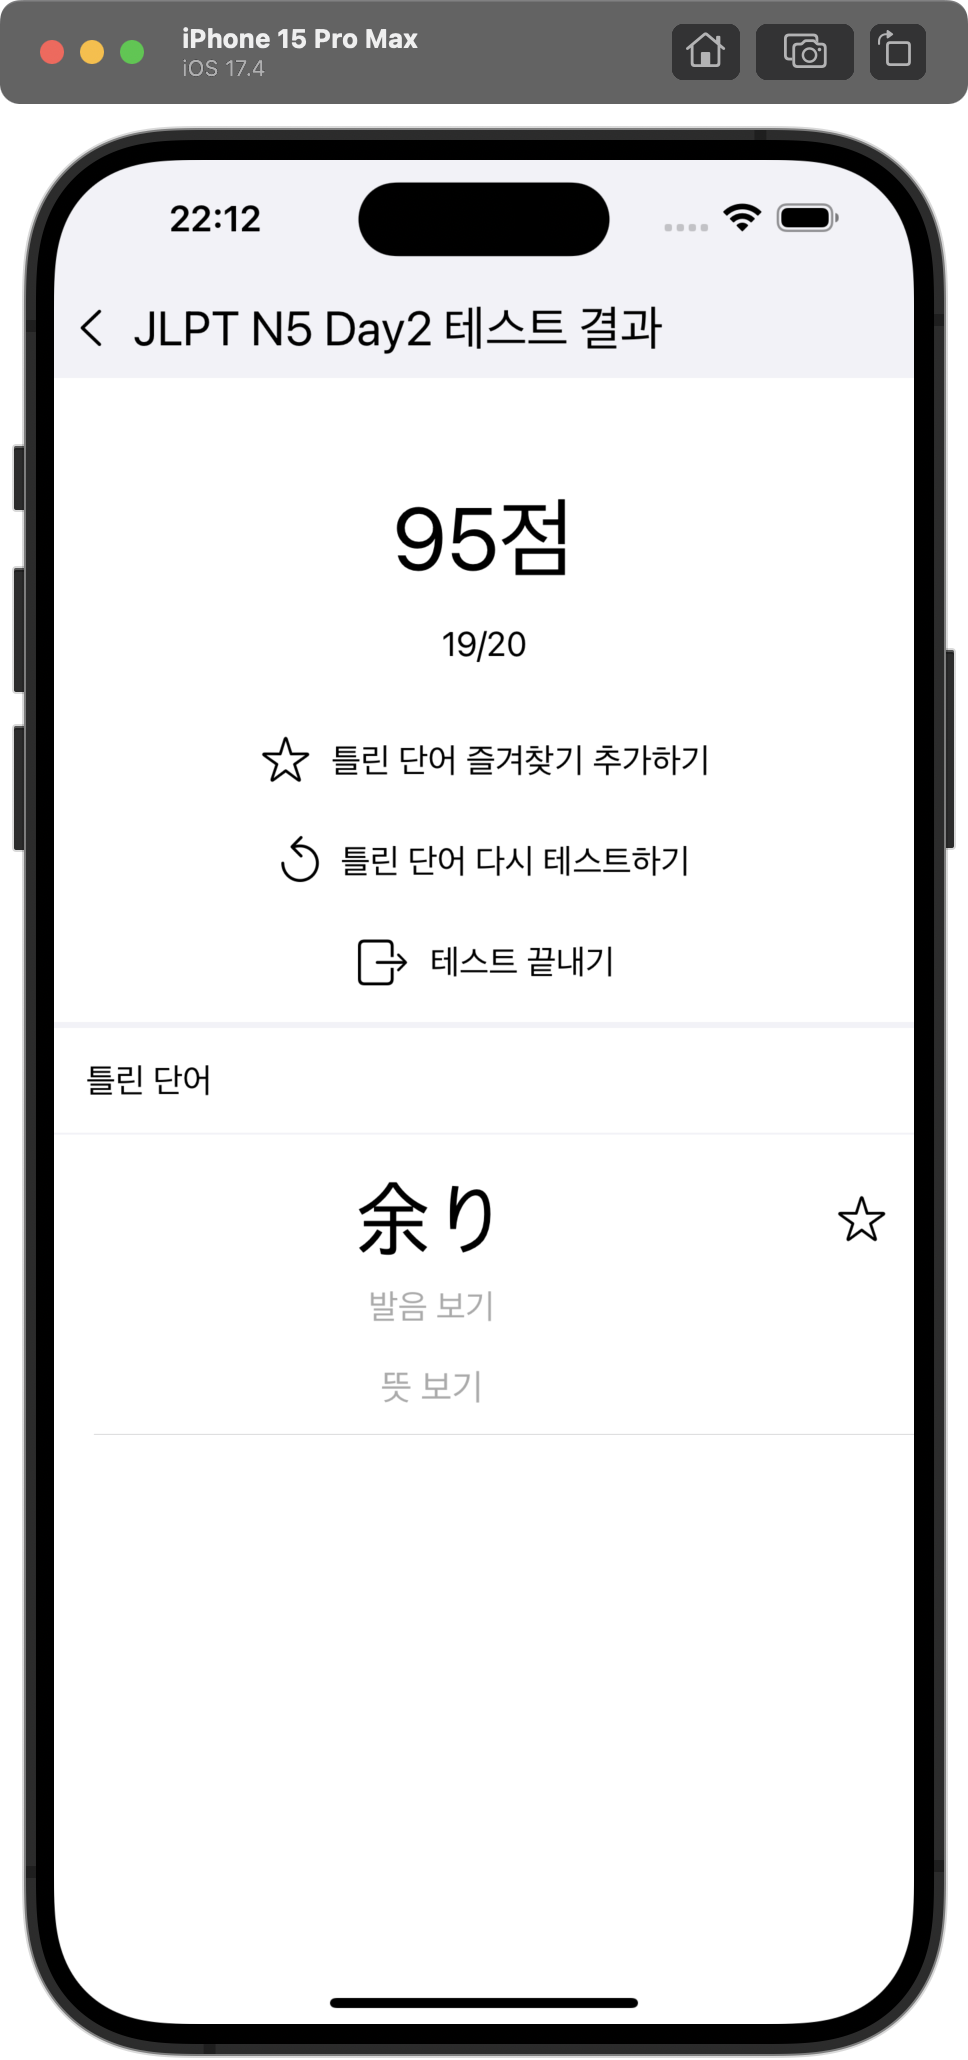 iPhone 15 Pro Max
iOS 17.4
22:12
JLPT N5 Day2 테스트 결과
95점
19/20
틀린 단어 즐겨찾기 추가하기
틀린 단어 다시 테스트하기
테스트 끝내기
틀린 단어
余り
발음 보기
뜻 보기